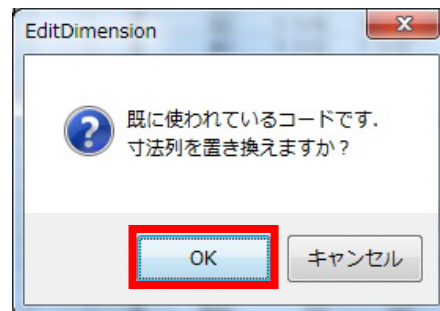 EditDimension
既に使われているコードです.
寸法列を置き換えますか？
OK
キャンセル